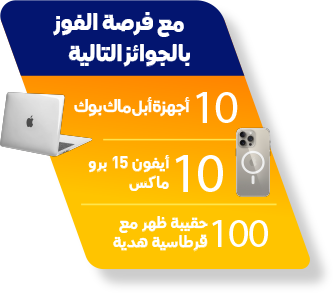 مع فرصة الفوز
بالجوائز التالية
10 أجهزة أبل ماك بوك
10 أيفون 15 برو
ماكس
100 حقيبة ظهر مع
قرطاسية هدية